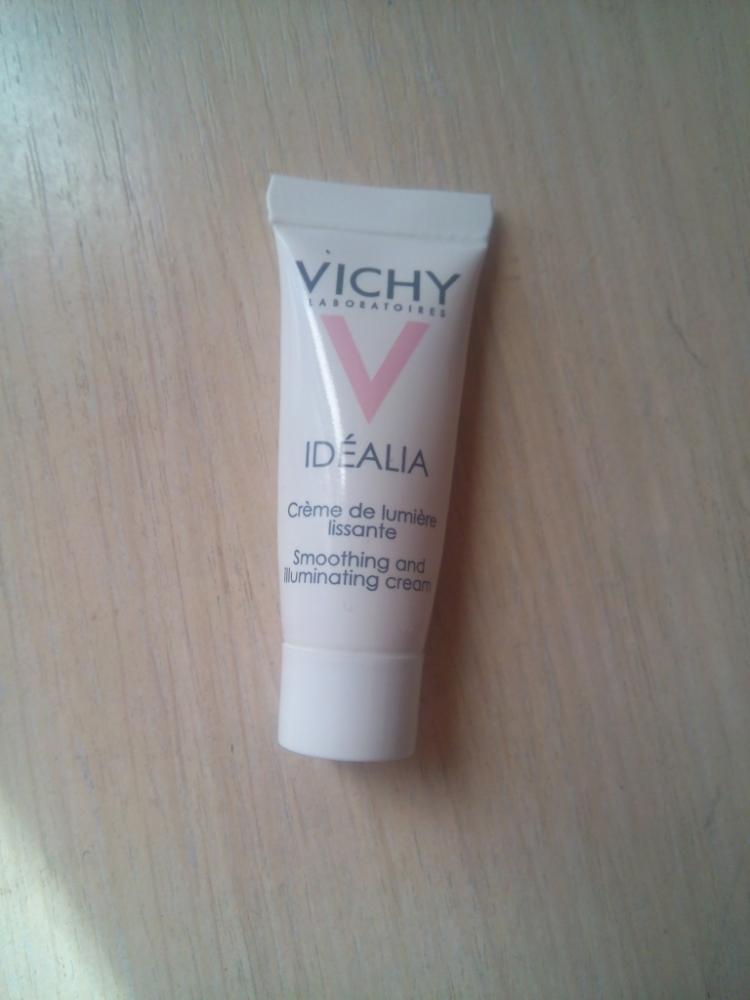 VICHY
LABORATOIRES
V
IDÉALIA
Crème de lumière
lissante
Smoothing and
illuminating cream